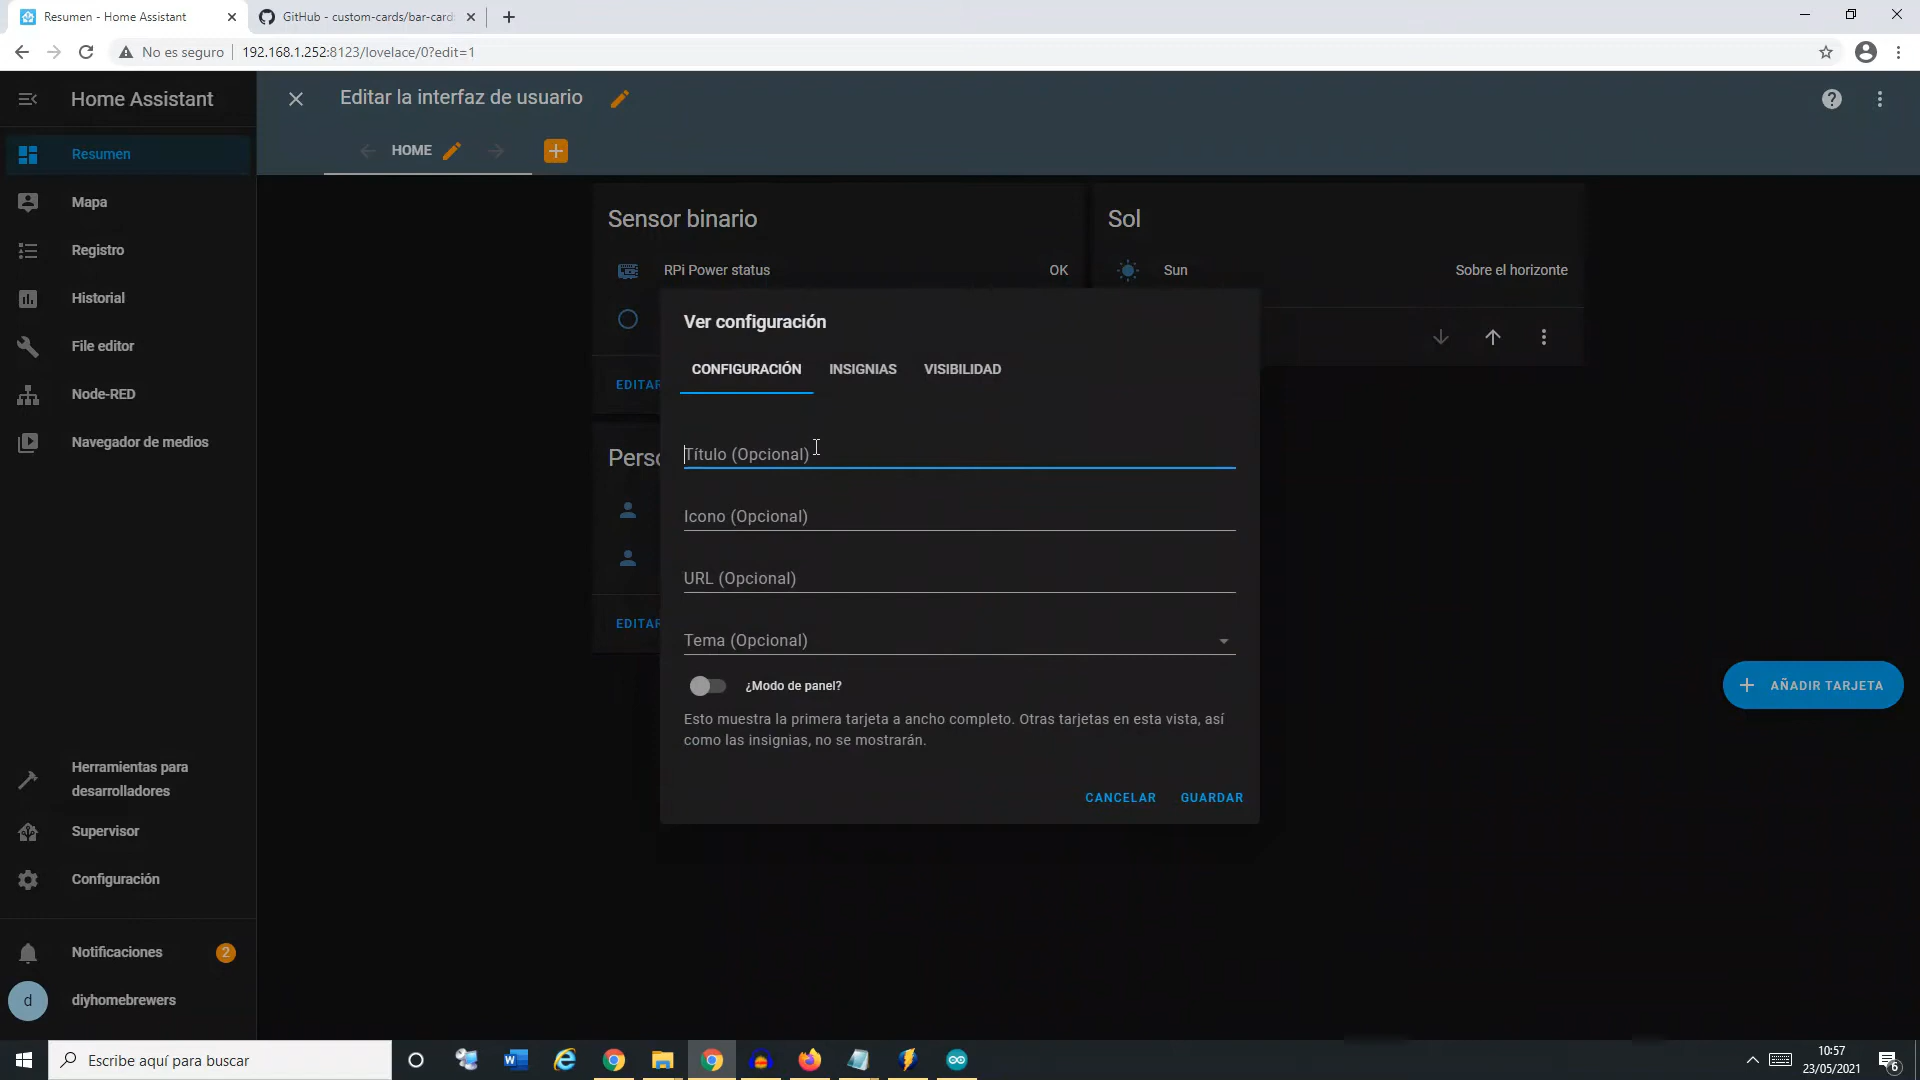 Resumen - Home Assistant
GitHub - custom-cards/bar-card
No es seguro
192.168.1.252:8123/lovelace/0?edit=1
Home Assistant
Editar la interfaz de usuario
HOME
Resumen
Mapa
Registro
Historial
File editor
Node-RED
Navegador de medios
Herramientas para
desarrolladores
Supervisor
Configuración
Notificaciones
2
d
diyhomebrewers
Sensor binario
RPi Power status
OK
EDITAR
Sol
Sun
Sobre el horizonte
Perso
EDITAR
Ver configuración
CONFIGURACIÓN
INSIGNIAS
VISIBILIDAD
Título (Opcional)
Icono (Opcional)
URL (Opcional)
Tema (Opcional)
¿Modo de panel?
Esto muestra la primera tarjeta a ancho completo. Otras tarjetas en esta vista, así
como las insignias, no se mostrarán.
CANCELAR
GUARDAR
AÑADIR TARJETA
Escribe aquí para buscar
10:57
23/05/2021
6